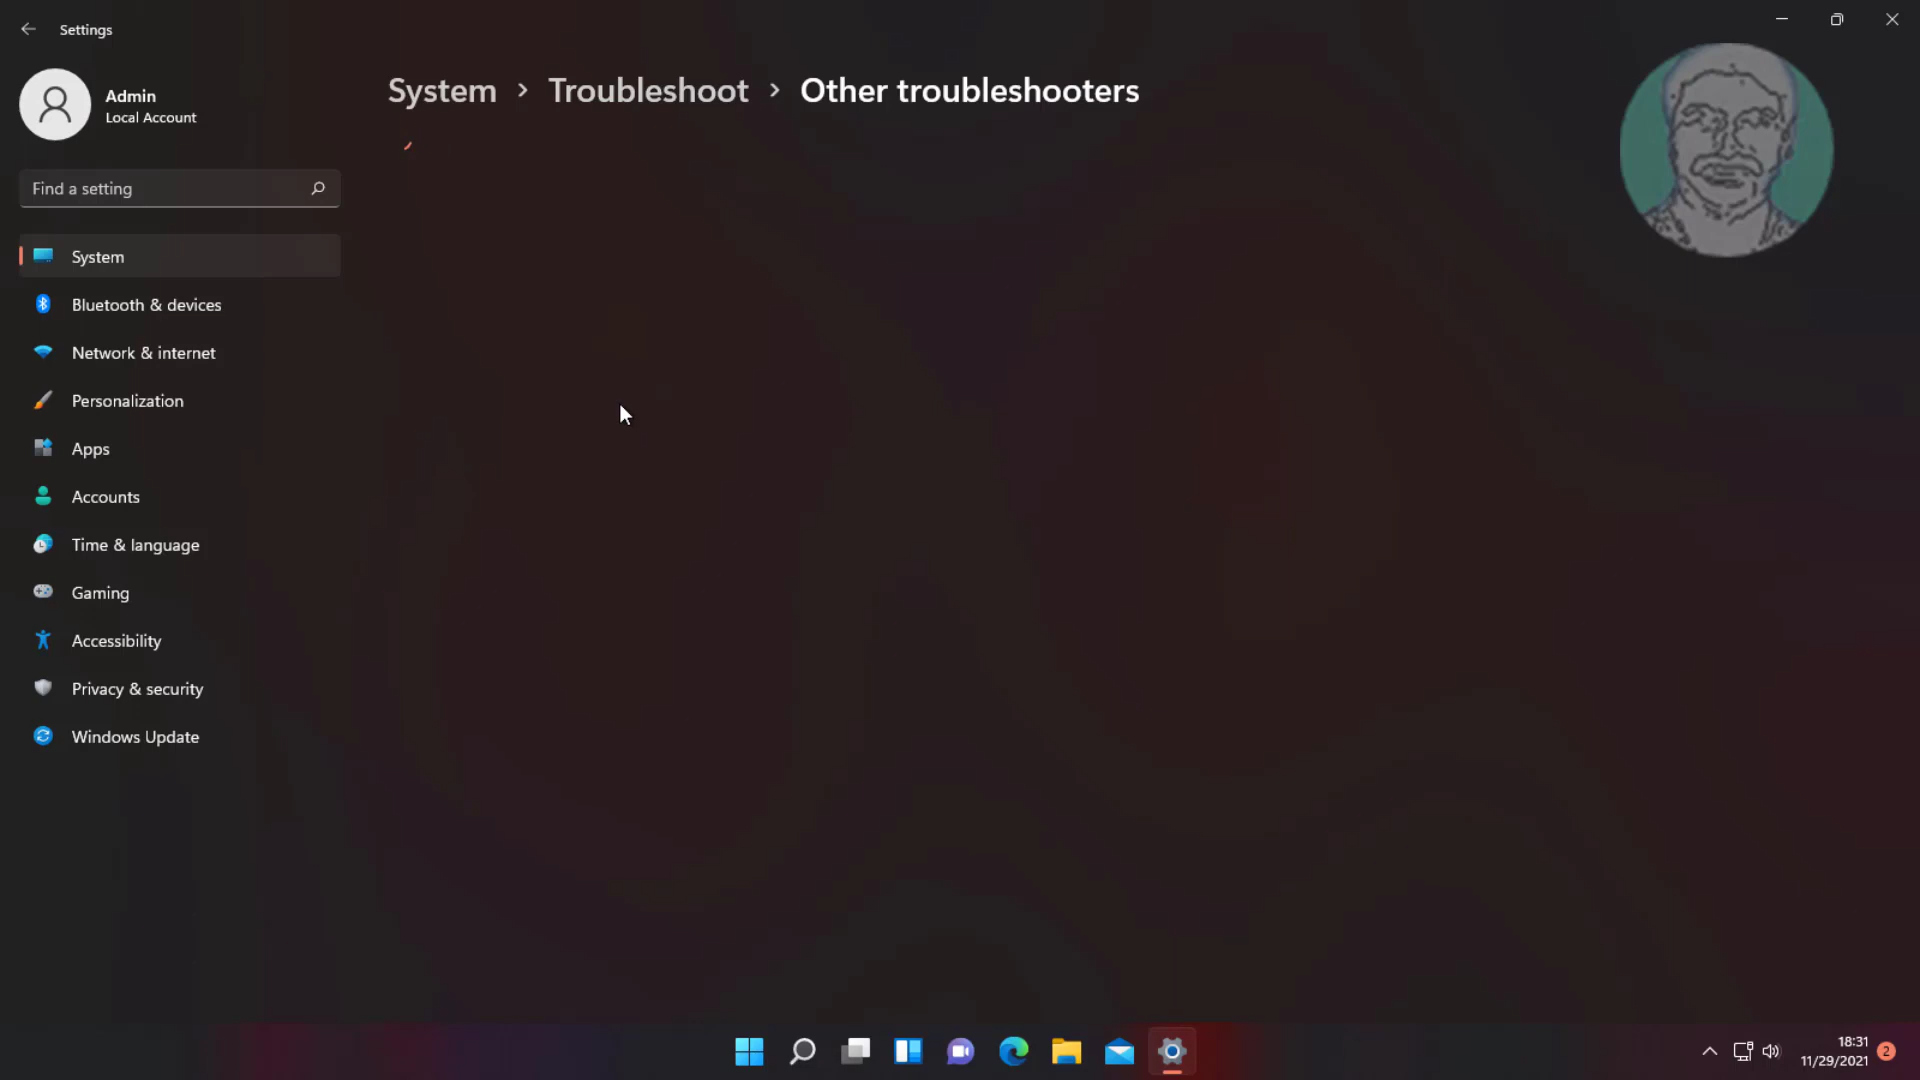 Settings
Admin
Local Account
System > Troubleshoot > Other troubleshooters
Find a setting
System
Bluetooth & devices
Network & internet
Personalization
Apps
Accounts
Time & language
Gaming
Accessibility
Privacy & security
Windows Update
18:31
11/29/2021
2